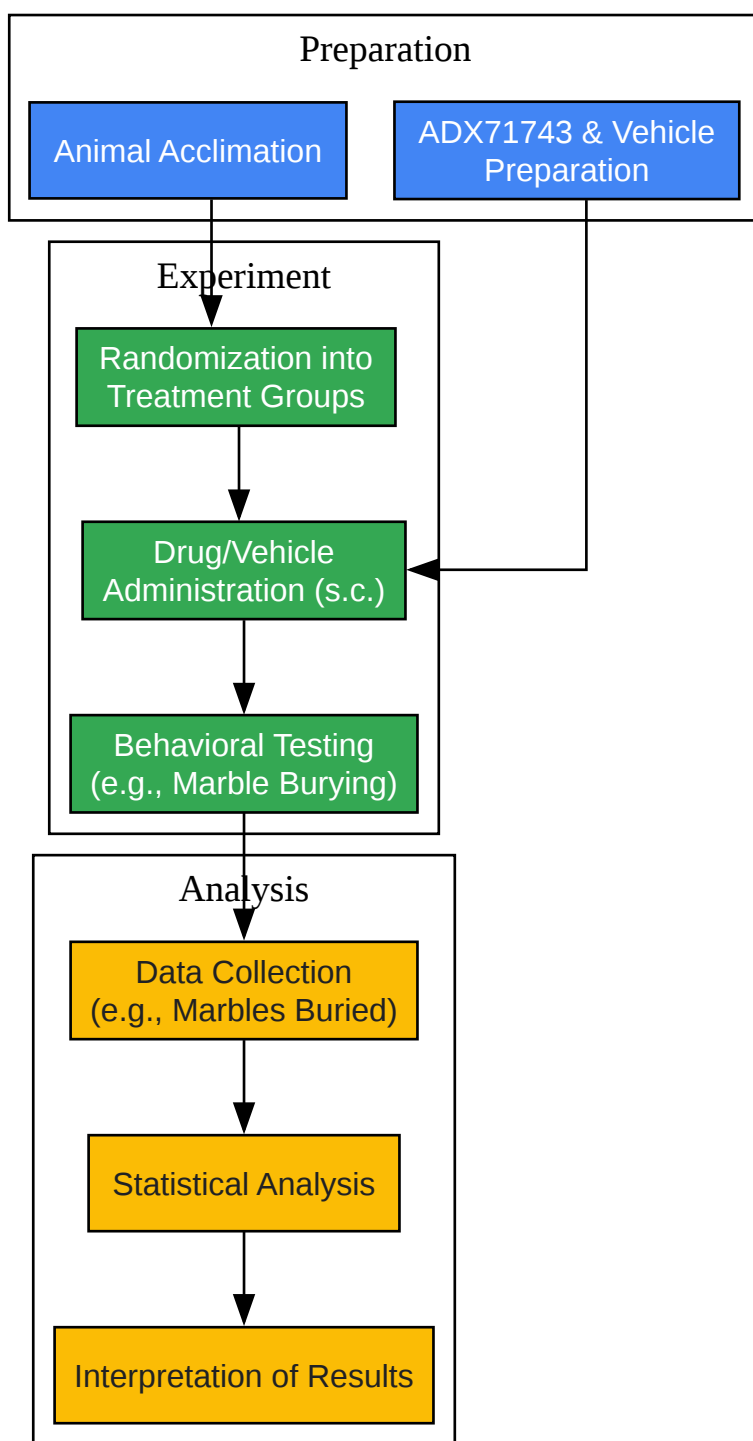 Preparation
Animal Acclimation
ADX71743 & Vehicle
Preparation
Experiment
Randomization into
Treatment Groups
Drug/Vehicle
Administration (s.c.)
Behavioral Testing
(e.g., Marble Burying)
Analysis
Data Collection
(e.g., Marbles Buried)
Statistical Analysis
Interpretation of Results